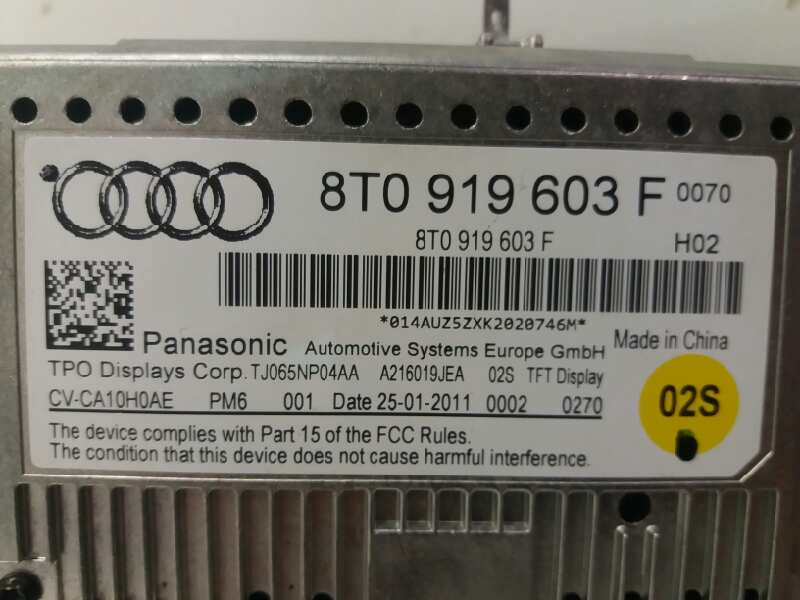 8T0 919 603 F 0070
8T0 919 603 F H02
*014AUZ5ZXK2020746M*
Panasonic Automotive Systems Europe GmbH Made in China
TPO Displays Corp. TJ065NP04AA A216019JEA 02S TFT Display
CV-CA10H0AE PM6 001 Date 25-01-2011 0002 0270
02S
The device complies with Part 15 of the FCC Rules.
The condition that this device does not cause harmful interference.